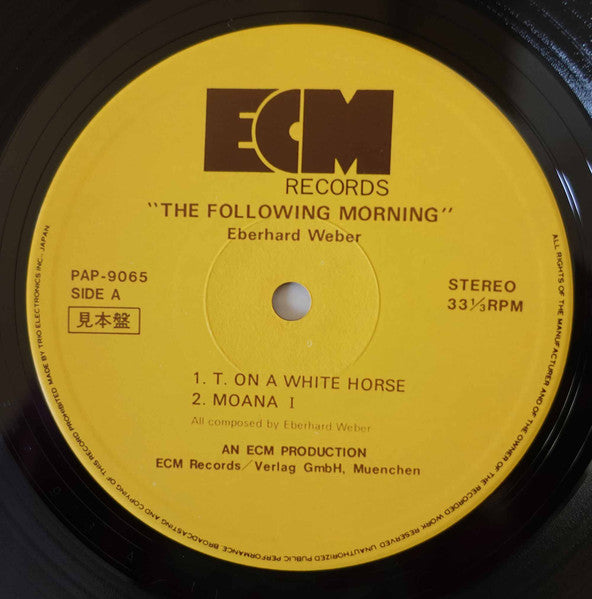 ECM
RECORDS
"THE FOLLOWING MORNING"
Eberhard Weber
PAP-9065
SIDE A
見本盤
STEREO
33⅓RPM
1. T. ON A WHITE HORSE
2. MOANA I
All composed by Eberhard Weber
AN ECM PRODUCTION
ECM Records/Verlag GmbH, Muenchen
ALL RIGHTS OF THE MANUFACTURER AND OF THE OWNER OF THE RECORDED WORK RESERVED UNAUTHORIZED PUBLIC PERFORMANCE BROADCASTING AND COPYING OF THIS RECORD PROHIBITED MADE BY TRIO ELECTRONICS INC. JAPAN